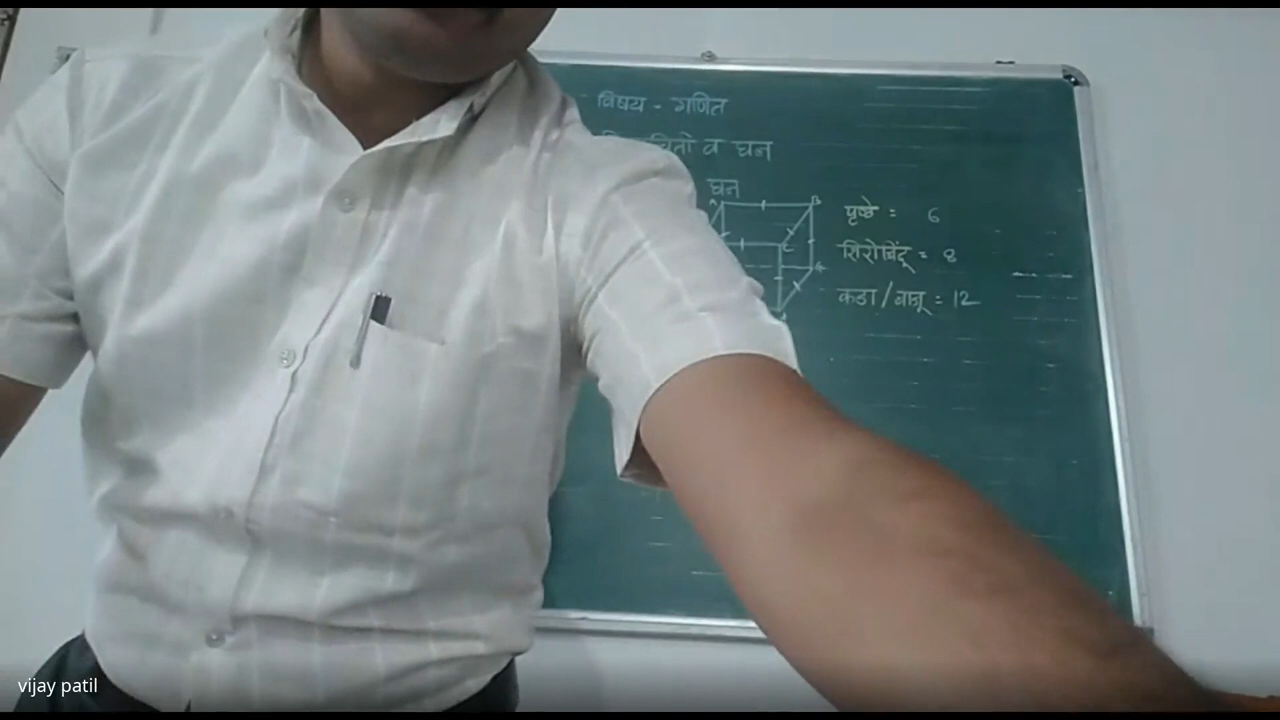 विषय - गणित
व घन
घन
B
C
पृष्ठे = 6
शिरोबिंदू = 8
कडा / बाजू = 12
vijay patil